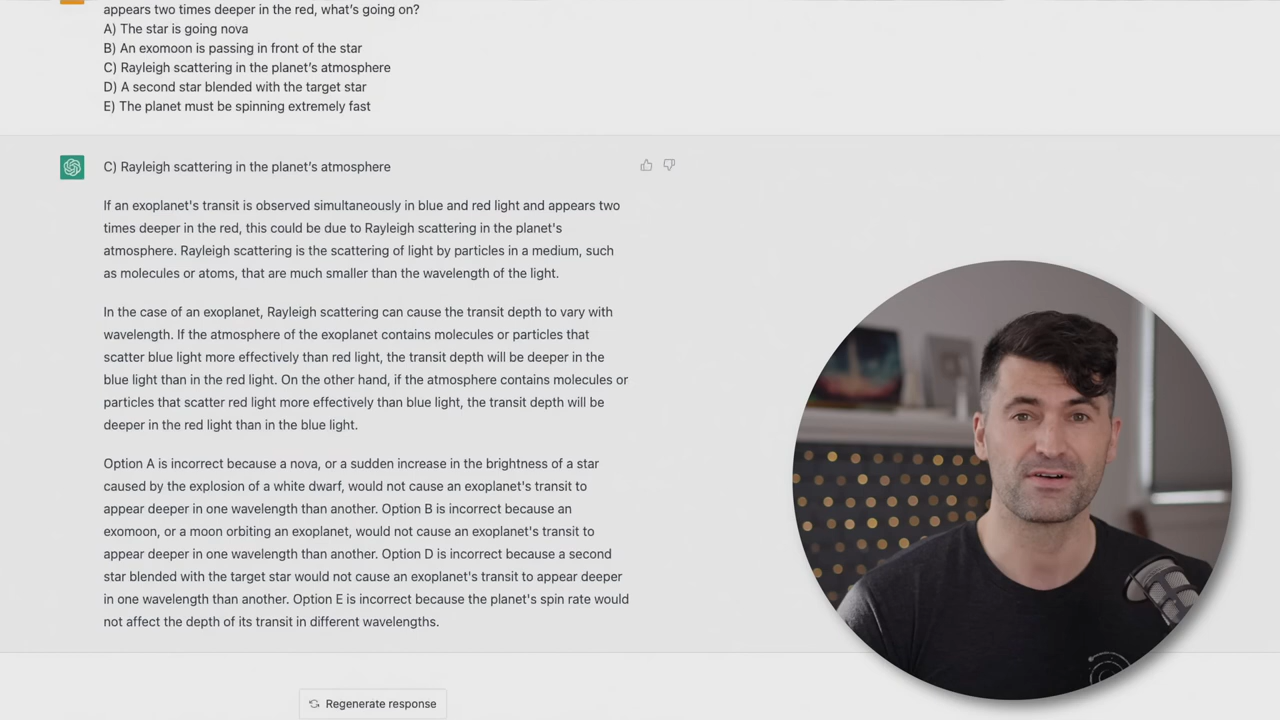 appears two times deeper in the red, what’s going on?
A) The star is going nova
B) An exomoon is passing in front of the star
C) Rayleigh scattering in the planet’s atmosphere
D) A second star blended with the target star
E) The planet must be spinning extremely fast
C) Rayleigh scattering in the planet’s atmosphere
If an exoplanet's transit is observed simultaneously in blue and red light and appears two
times deeper in the red, this could be due to Rayleigh scattering in the planet's
atmosphere. Rayleigh scattering is the scattering of light by particles in a medium, such
as molecules or atoms, that are much smaller than the wavelength of the light.
In the case of an exoplanet, Rayleigh scattering can cause the transit depth to vary with
wavelength. If the atmosphere of the exoplanet contains molecules or particles that
scatter blue light more effectively than red light, the transit depth will be deeper in the
blue light than in the red light. On the other hand, if the atmosphere contains molecules or
particles that scatter red light more effectively than blue light, the transit depth will be
deeper in the red light than in the blue light.
Option A is incorrect because a nova, or a sudden increase in the brightness of a star
caused by the explosion of a white dwarf, would not cause an exoplanet's transit to
appear deeper in one wavelength than another. Option B is incorrect because an
exomoon, or a moon orbiting an exoplanet, would not cause an exoplanet's transit to
appear deeper in one wavelength than another. Option D is incorrect because a second
star blended with the target star would not cause an exoplanet's transit to appear deeper
in one wavelength than another. Option E is incorrect because the planet's spin rate would
not affect the depth of its transit in different wavelengths.
Regenerate response